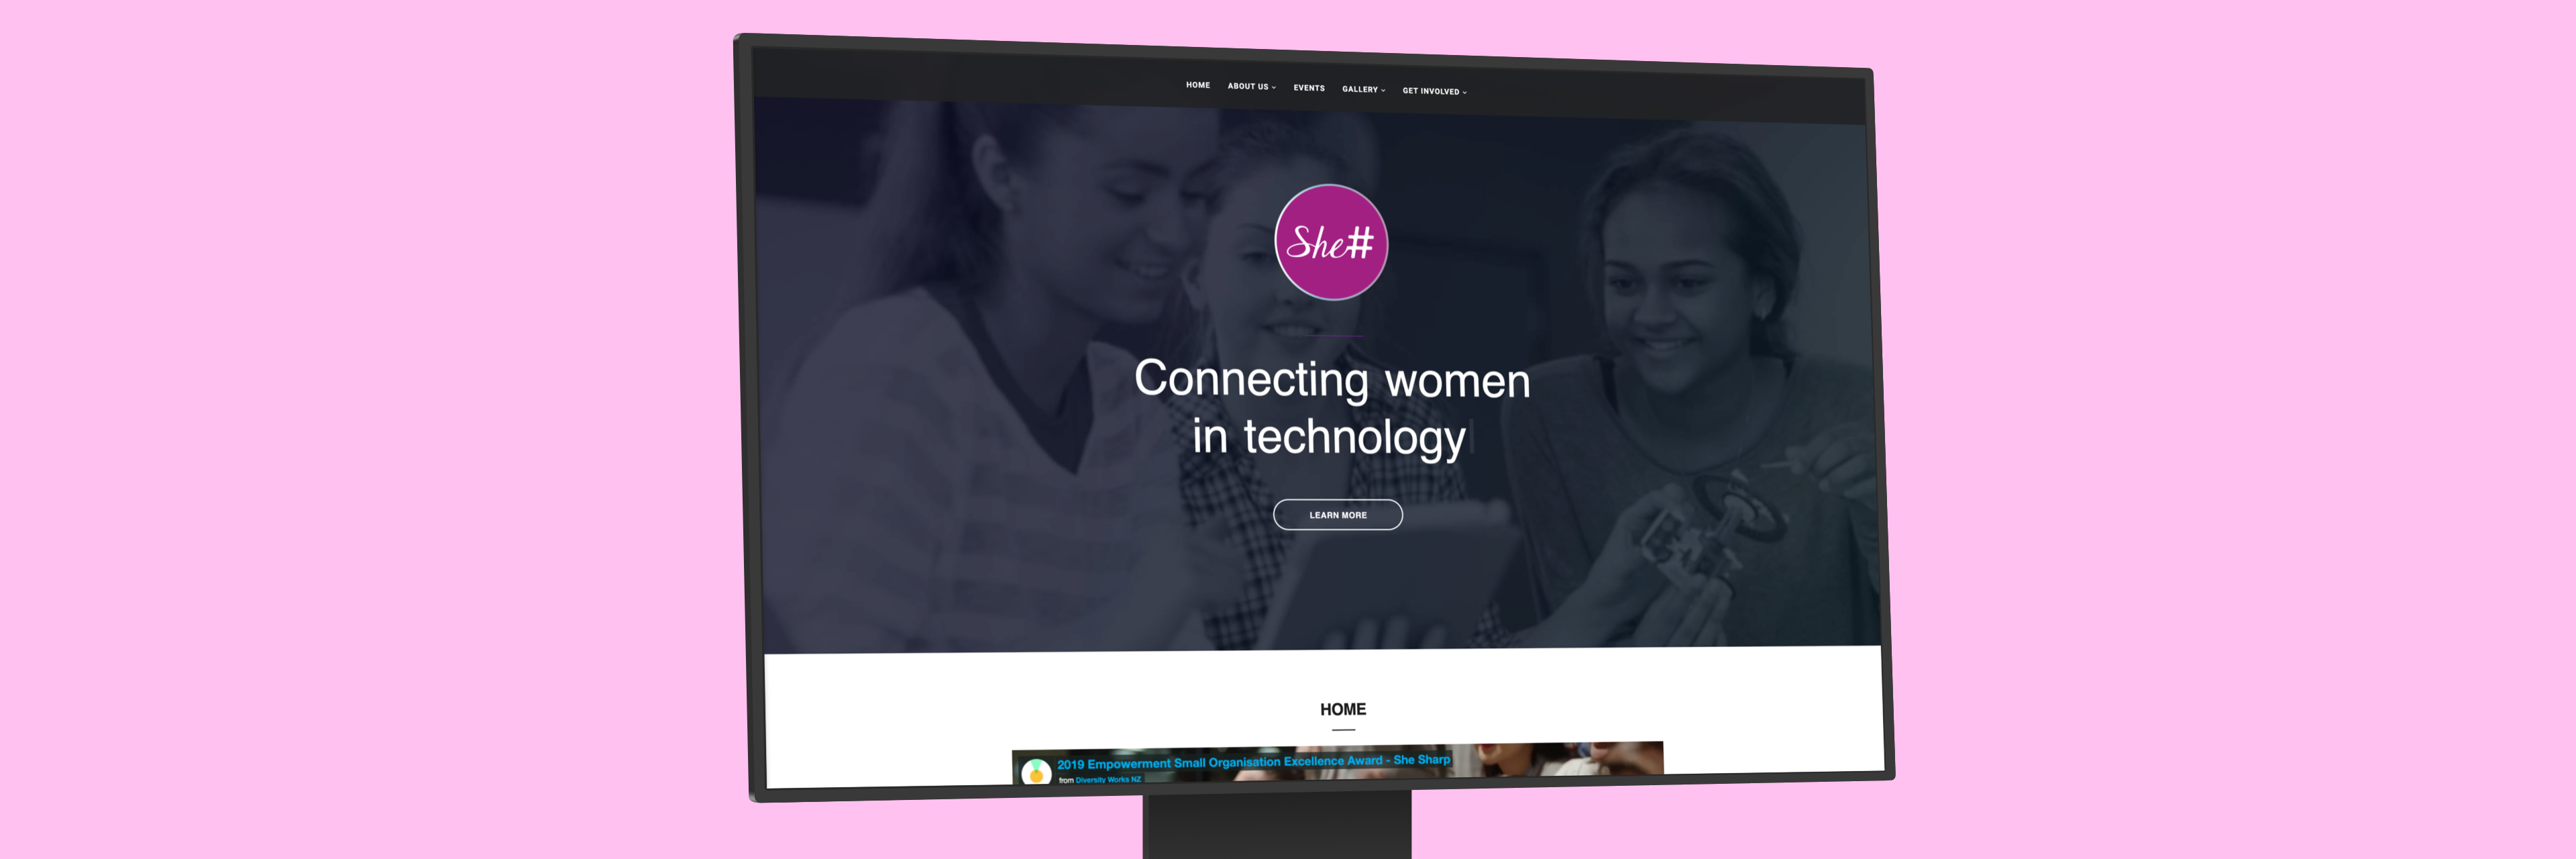 HOME ABOUT US EVENTS GALLERY GET INVOLVED
She#
Connecting women
in technology
LEARN MORE
HOME
2019 Empowerment Small Organisation Excellence Award - She Sharp
from Diversity Works NZ